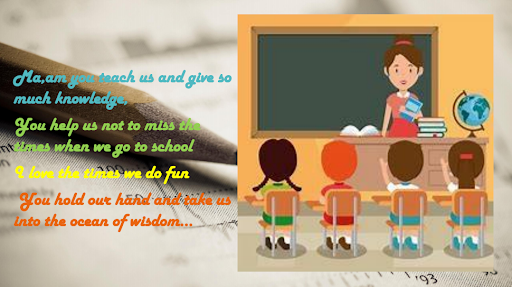 Ma,am you teach us and give so
much knowledge,
You help us not to miss the
times when we go to school
I love the times we do fun
You hold our hand and take us
into the ocean of wisdom...
'93